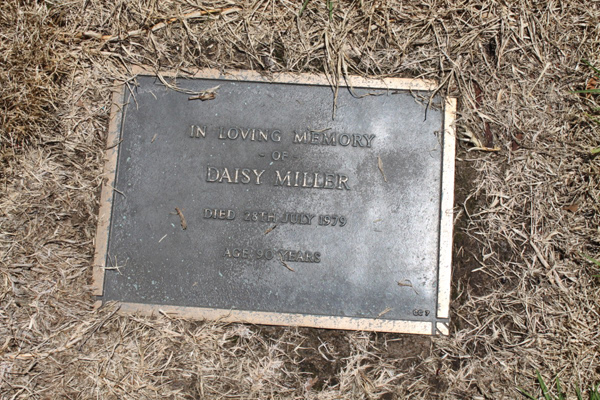 IN LOVING MEMORY
- OF -
DAISY MILLER
DIED 28TH JULY 1979
AGE 90 YEARS